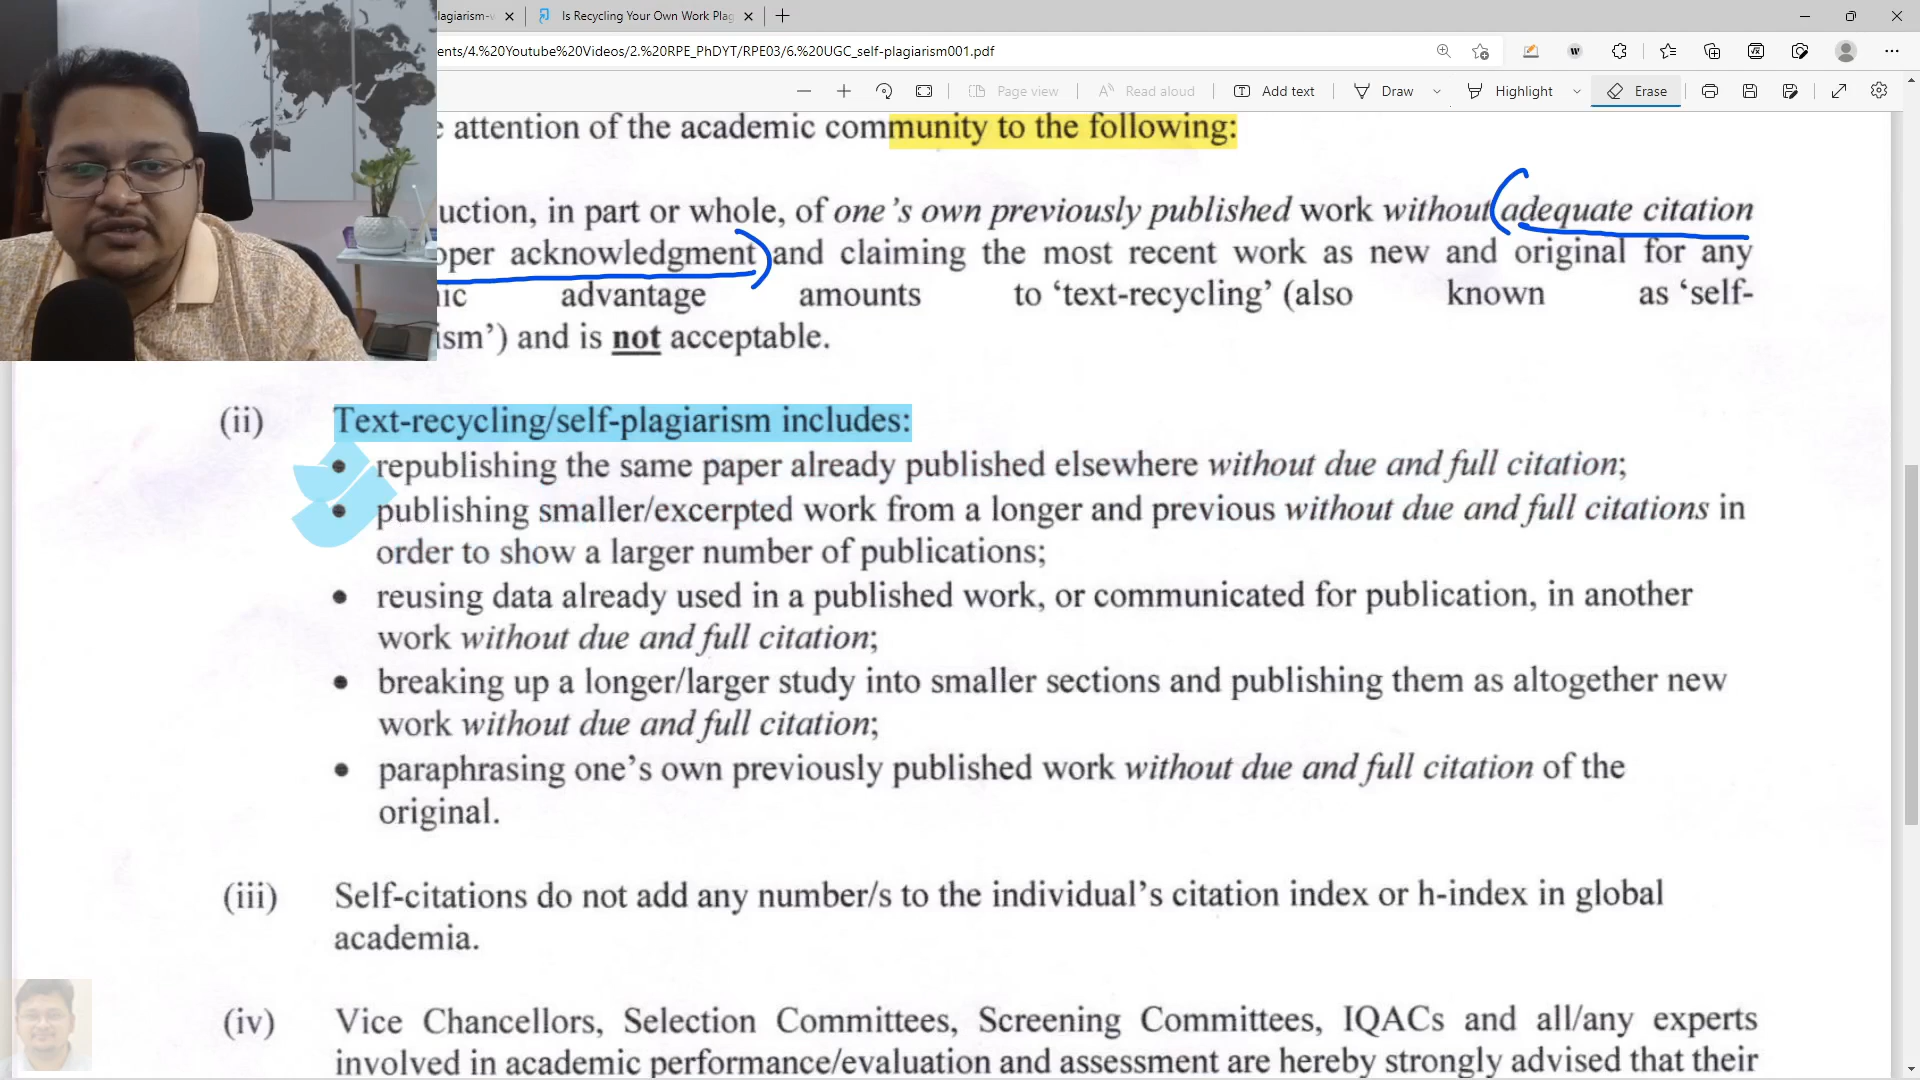 lagiarism-
Is Recycling Your Own Work Plag
ents/4.%20Youtube%20Videos/2.%20RPE_PhDYT/RPE03/6.%20UGC_self-plagiarism001.pdf
Page view
Read aloud
Add text
Draw
Highlight
Erase
e attention of the academic community to the following:
uction, in part or whole, of one's own previously published work without adequate citation
oper acknowledgment and claiming the most recent work as new and original for any
ic advantage amounts to 'text-recycling' (also known as 'self-
ism') and is not acceptable.
(ii) Text-recycling/self-plagiarism includes:
• republishing the same paper already published elsewhere without due and full citation;
• publishing smaller/excerpted work from a longer and previous without due and full citations in
order to show a larger number of publications;
• reusing data already used in a published work, or communicated for publication, in another
work without due and full citation;
• breaking up a longer/larger study into smaller sections and publishing them as altogether new
work without due and full citation;
• paraphrasing one's own previously published work without due and full citation of the
original.
(iii) Self-citations do not add any number/s to the individual's citation index or h-index in global
academia.
(iv) Vice Chancellors, Selection Committees, Screening Committees, IQACs and all/any experts
involved in academic performance/evaluation and assessment are hereby strongly advised that their